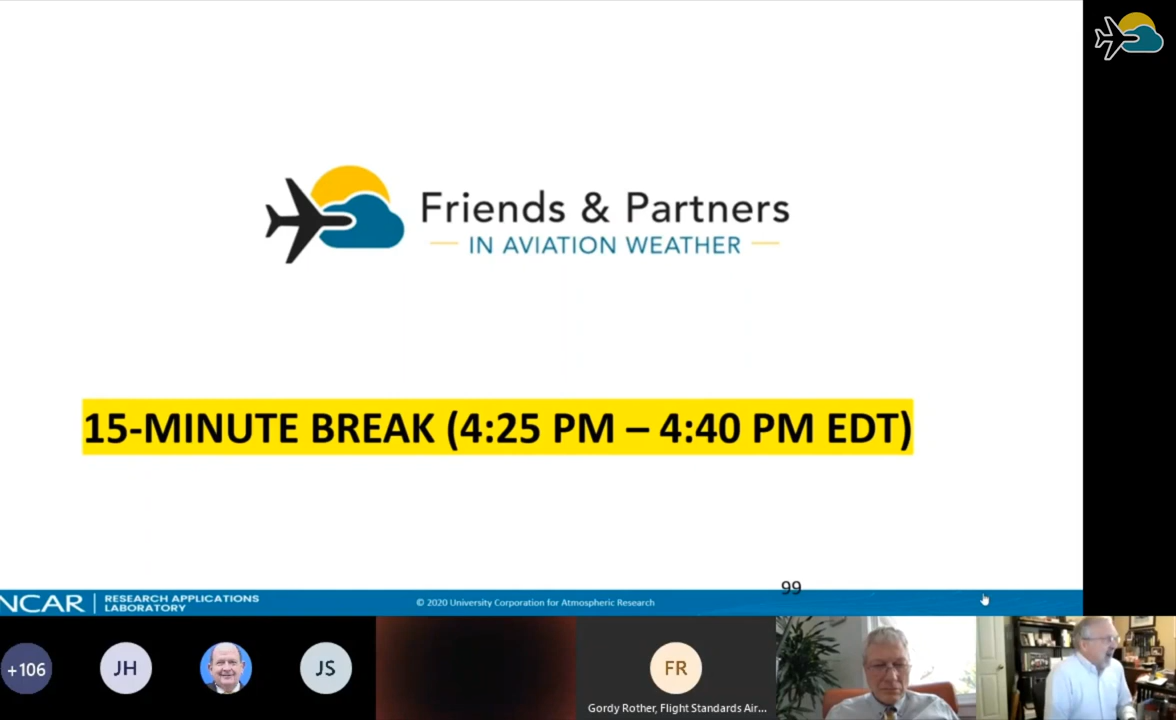 Friends & Partners
IN AVIATION WEATHER
15-MINUTE BREAK (4:25 PM – 4:40 PM EDT)
99
NCAR
RESEARCH APPLICATIONS
LABORATORY
© 2020 University Corporation for Atmospheric Research
+106
JH
JS
FR
Gordy Rother, Flight Standards Air...